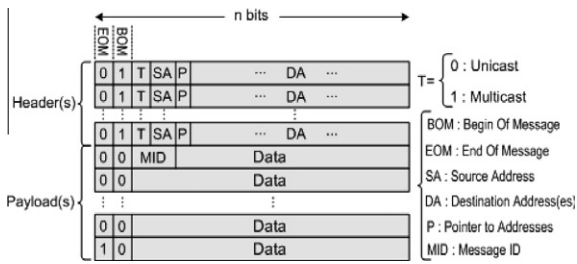 n bits
EOM BOM
0 1 T SA P ... DA ...
0 1 T SA P ... DA ...
0 1 T SA P ... DA ...
0 0 MID Data
0 0 Data
0 0 Data
1 0 Data
Header(s)
Payload(s)
T= 0 : Unicast
1 : Multicast
BOM : Begin Of Message
EOM : End Of Message
SA : Source Address
DA : Destination Address(es)
P : Pointer to Addresses
MID : Message ID